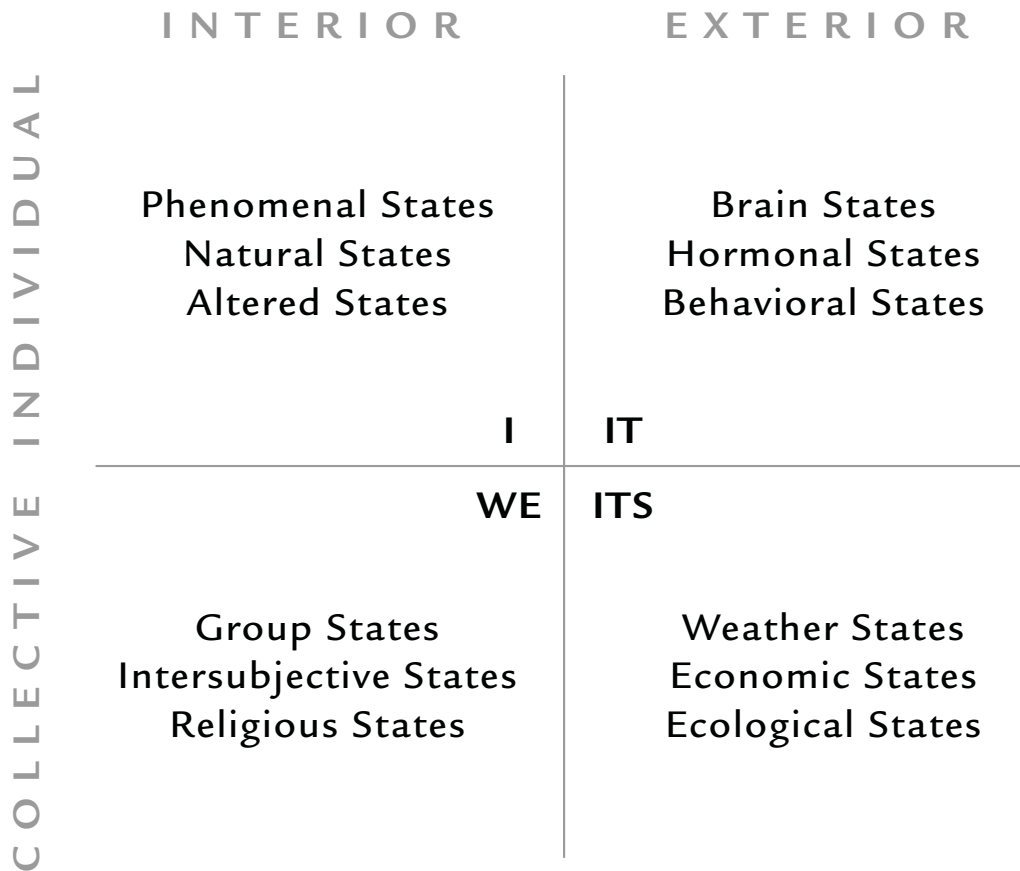 INTERIOR
EXTERIOR
INDIVIDUAL
Phenomenal States
Natural States
Altered States
Brain States
Hormonal States
Behavioral States
I
IT
WE
ITS
COLLECTIVE
Group States
Intersubjective States
Religious States
Weather States
Economic States
Ecological States